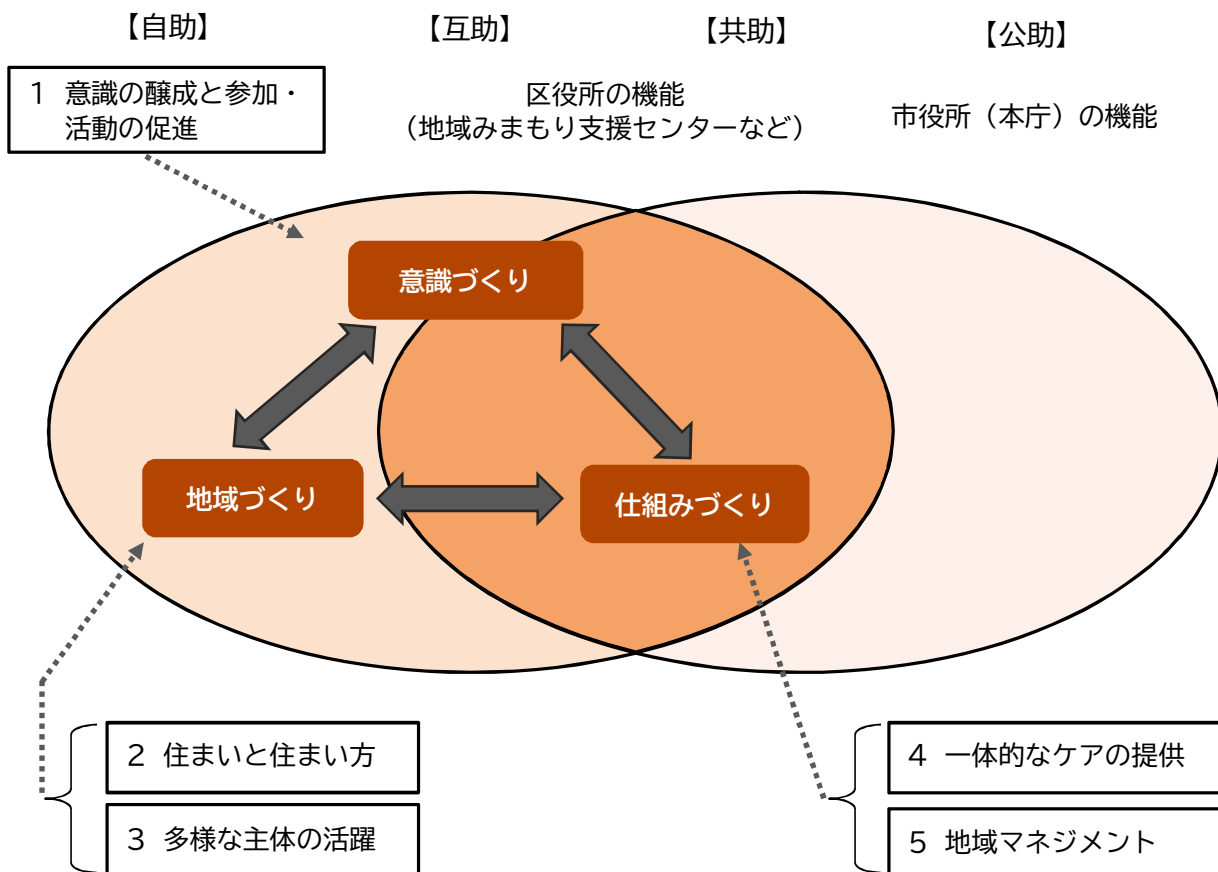 【自助】
【互助】
【共助】
【公助】
1 意識の醸成と参加・
活動の促進
区役所の機能
(地域みまもり支援センターなど)
市役所(本庁)の機能
意識づくり
地域づくり
仕組みづくり
2 住まいと住まい方
3 多様な主体の活躍
4 一体的なケアの提供
5 地域マネジメント